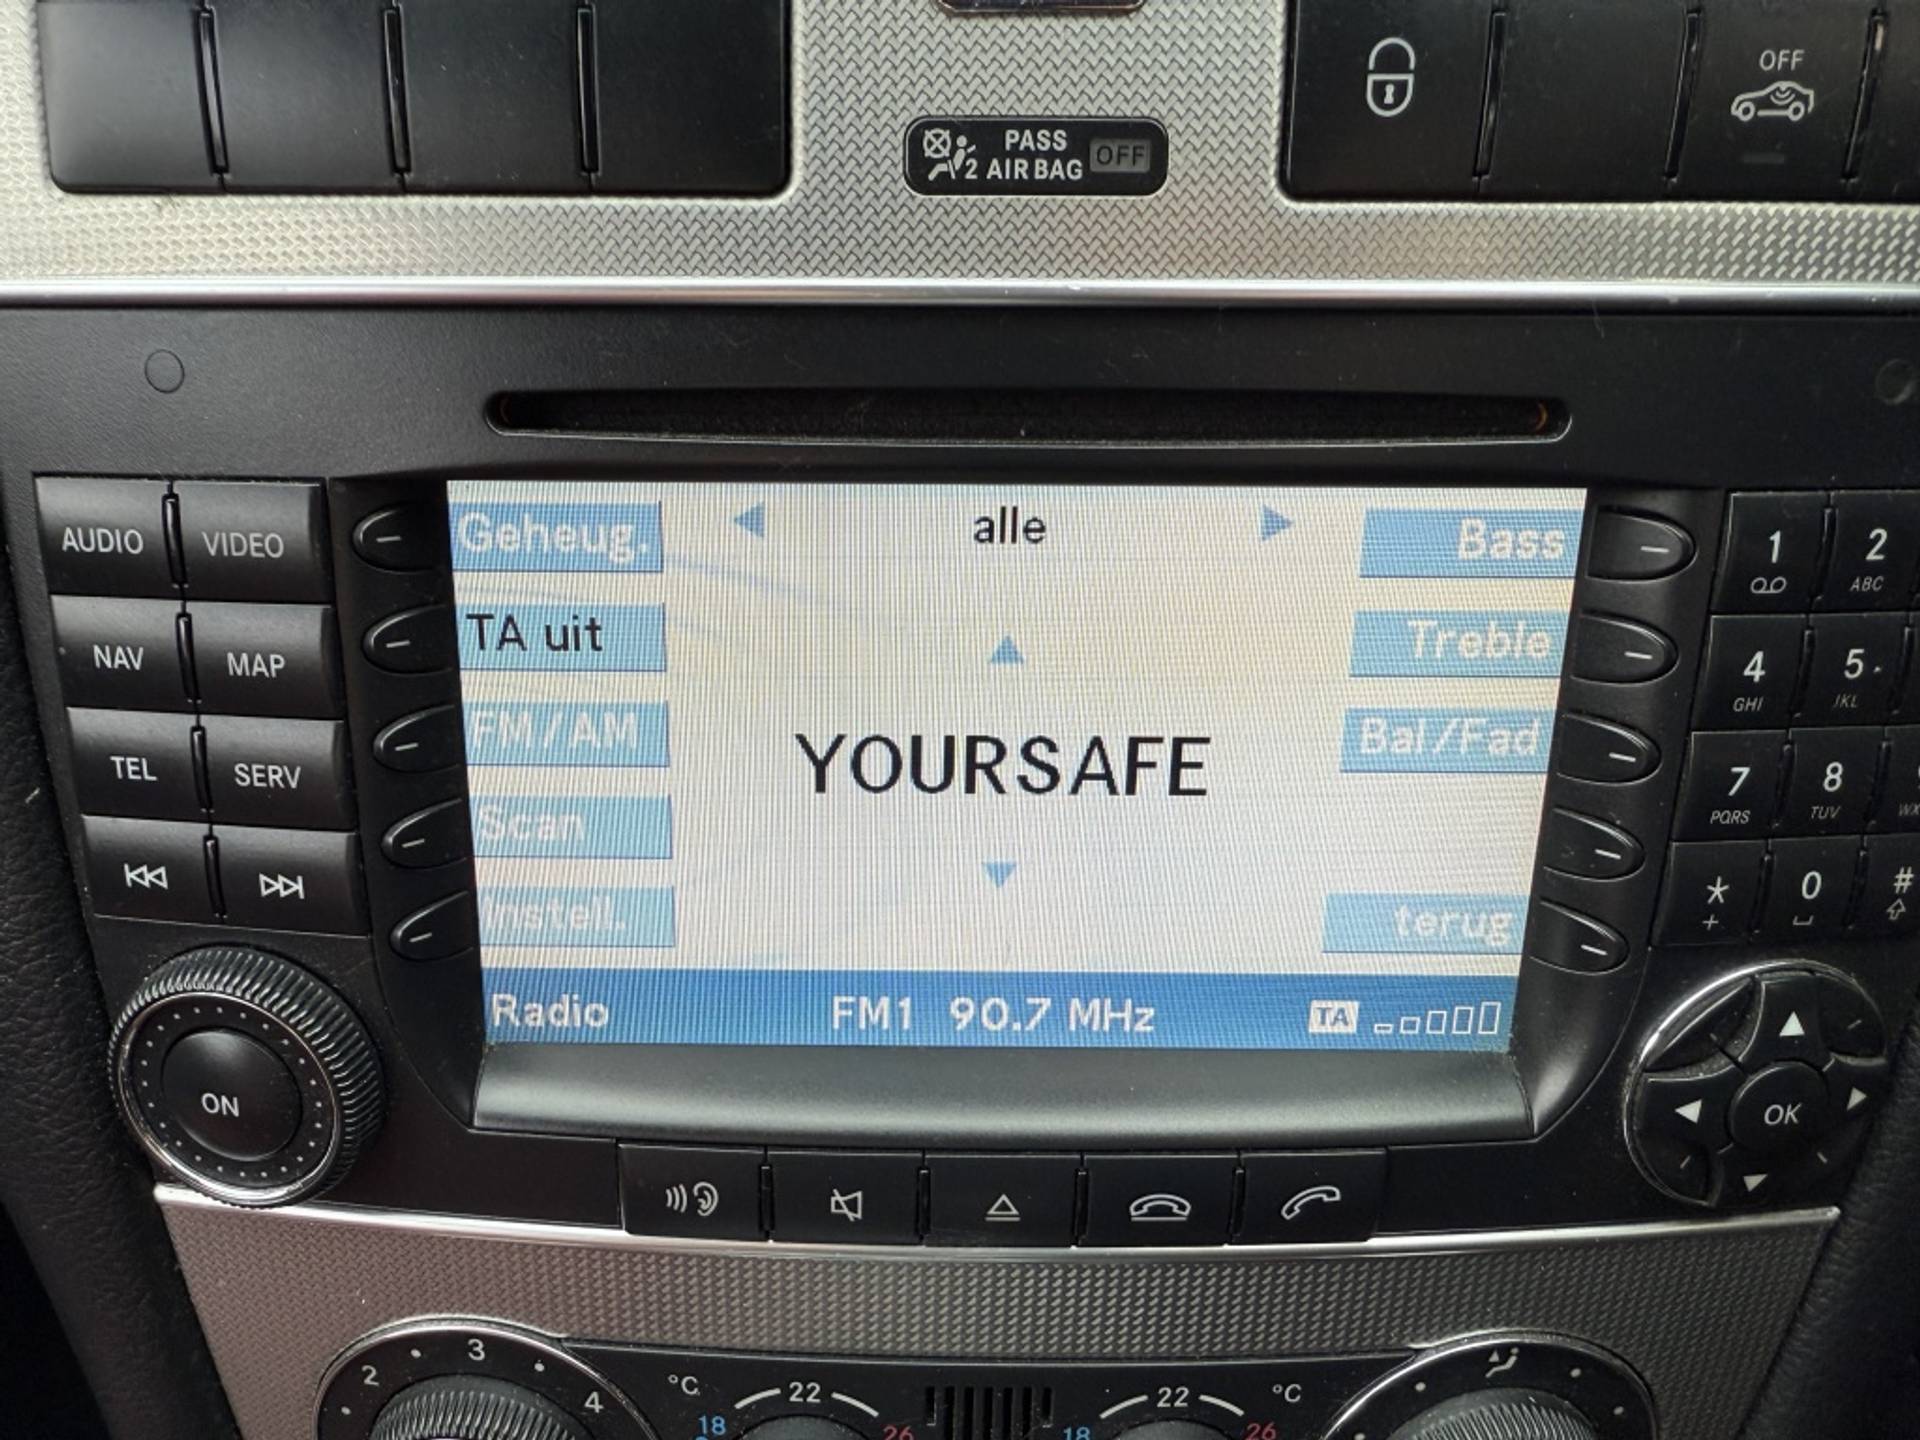 OFF
PASS
2 AIRBAG OFF
AUDIO VIDEO
NAV MAP
TEL SERV
ON
Geheug.
TA uit
FM/AM
Scan
Instell.
alle
YOURSAFE
Bass
Treble
Bal/Fad
terug
Radio FM1 90.7 MHz TA
1 2
ABC
4 5
GHI JKL
7 8
PQRS TUV WX
* 0 #
+
OK
2 3 4
°C 22 22 °C
18 26 18 26